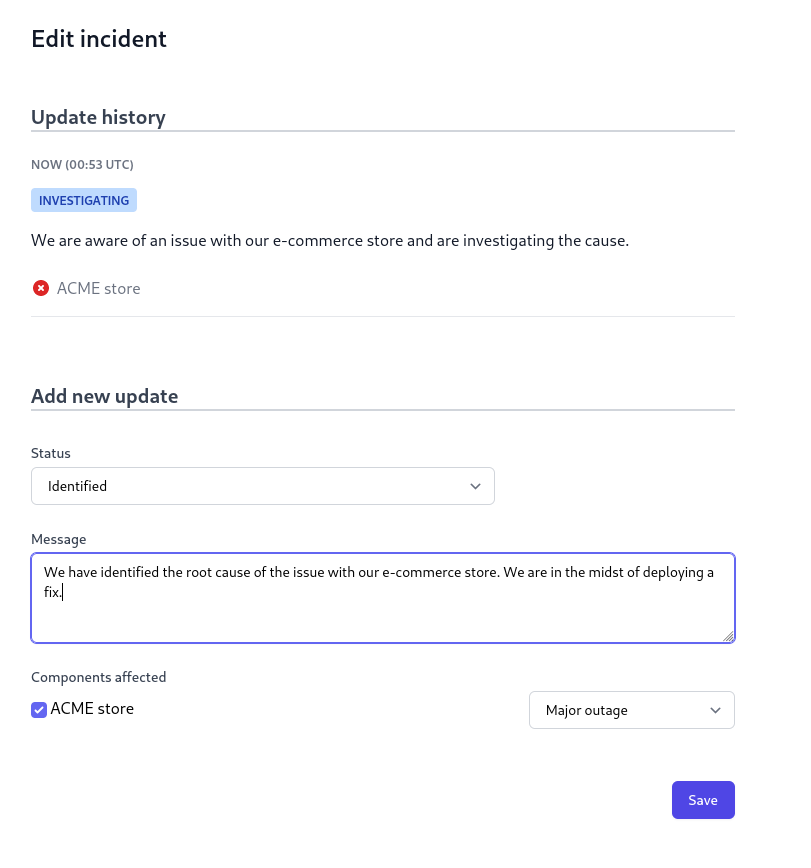 Edit incident
Update history
NOW (00:53 UTC)
INVESTIGATING
We are aware of an issue with our e-commerce store and are investigating the cause.
ACME store
Add new update
Status
Identified
Message
We have identified the root cause of the issue with our e-commerce store. We are in the midst of deploying a
fix.
Components affected
ACME store
Major outage
Save